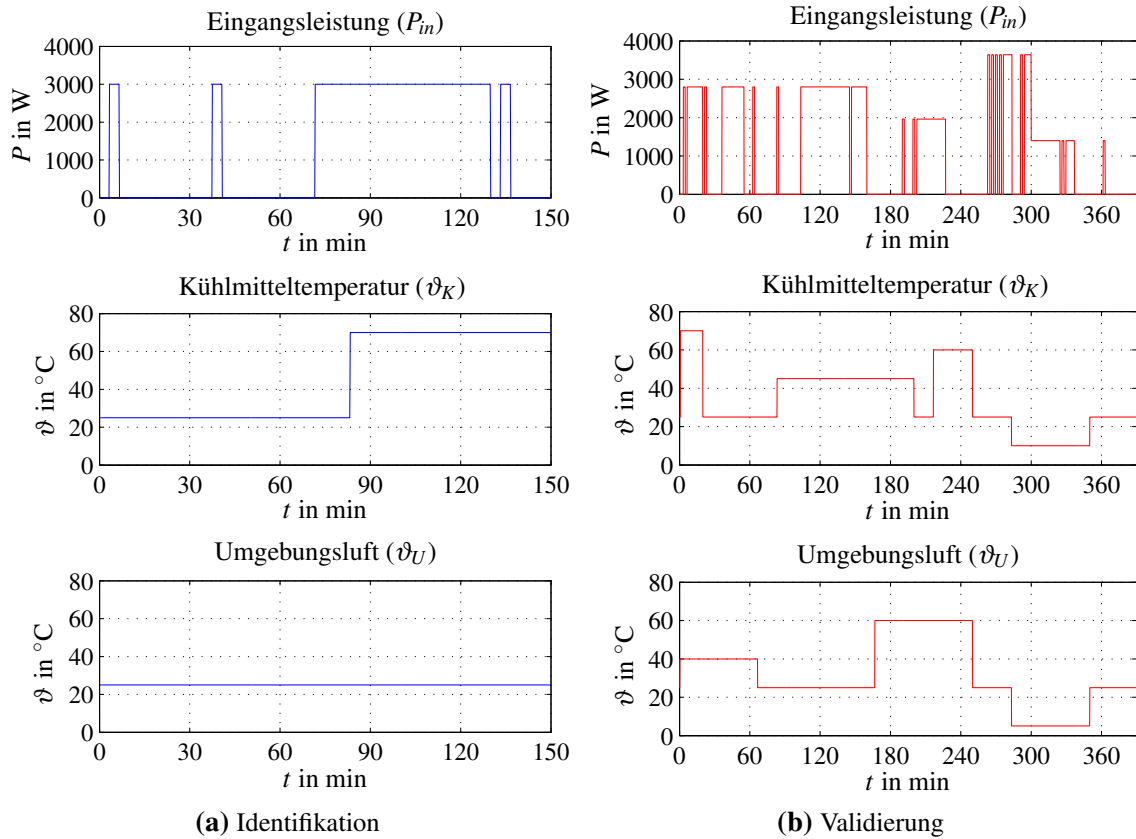 Eingangsleistung (P_in)
4000
3000
2000
1000
0
P in W
0 30 60 90 120 150
t in min
Kühlmitteltemperatur (ϑ_K)
80
60
40
20
0
ϑ in °C
0 30 60 90 120 150
t in min
Umgebungsluft (ϑ_U)
80
60
40
20
0
ϑ in °C
0 30 60 90 120 150
t in min
(a) Identifikation
Eingangsleistung (P_in)
4000
3000
2000
1000
0
P in W
0 60 120 180 240 300 360
t in min
Kühlmitteltemperatur (ϑ_K)
80
60
40
20
0
ϑ in °C
0 60 120 180 240 300 360
t in min
Umgebungsluft (ϑ_U)
80
60
40
20
0
ϑ in °C
0 60 120 180 240 300 360
t in min
(b) Validierung